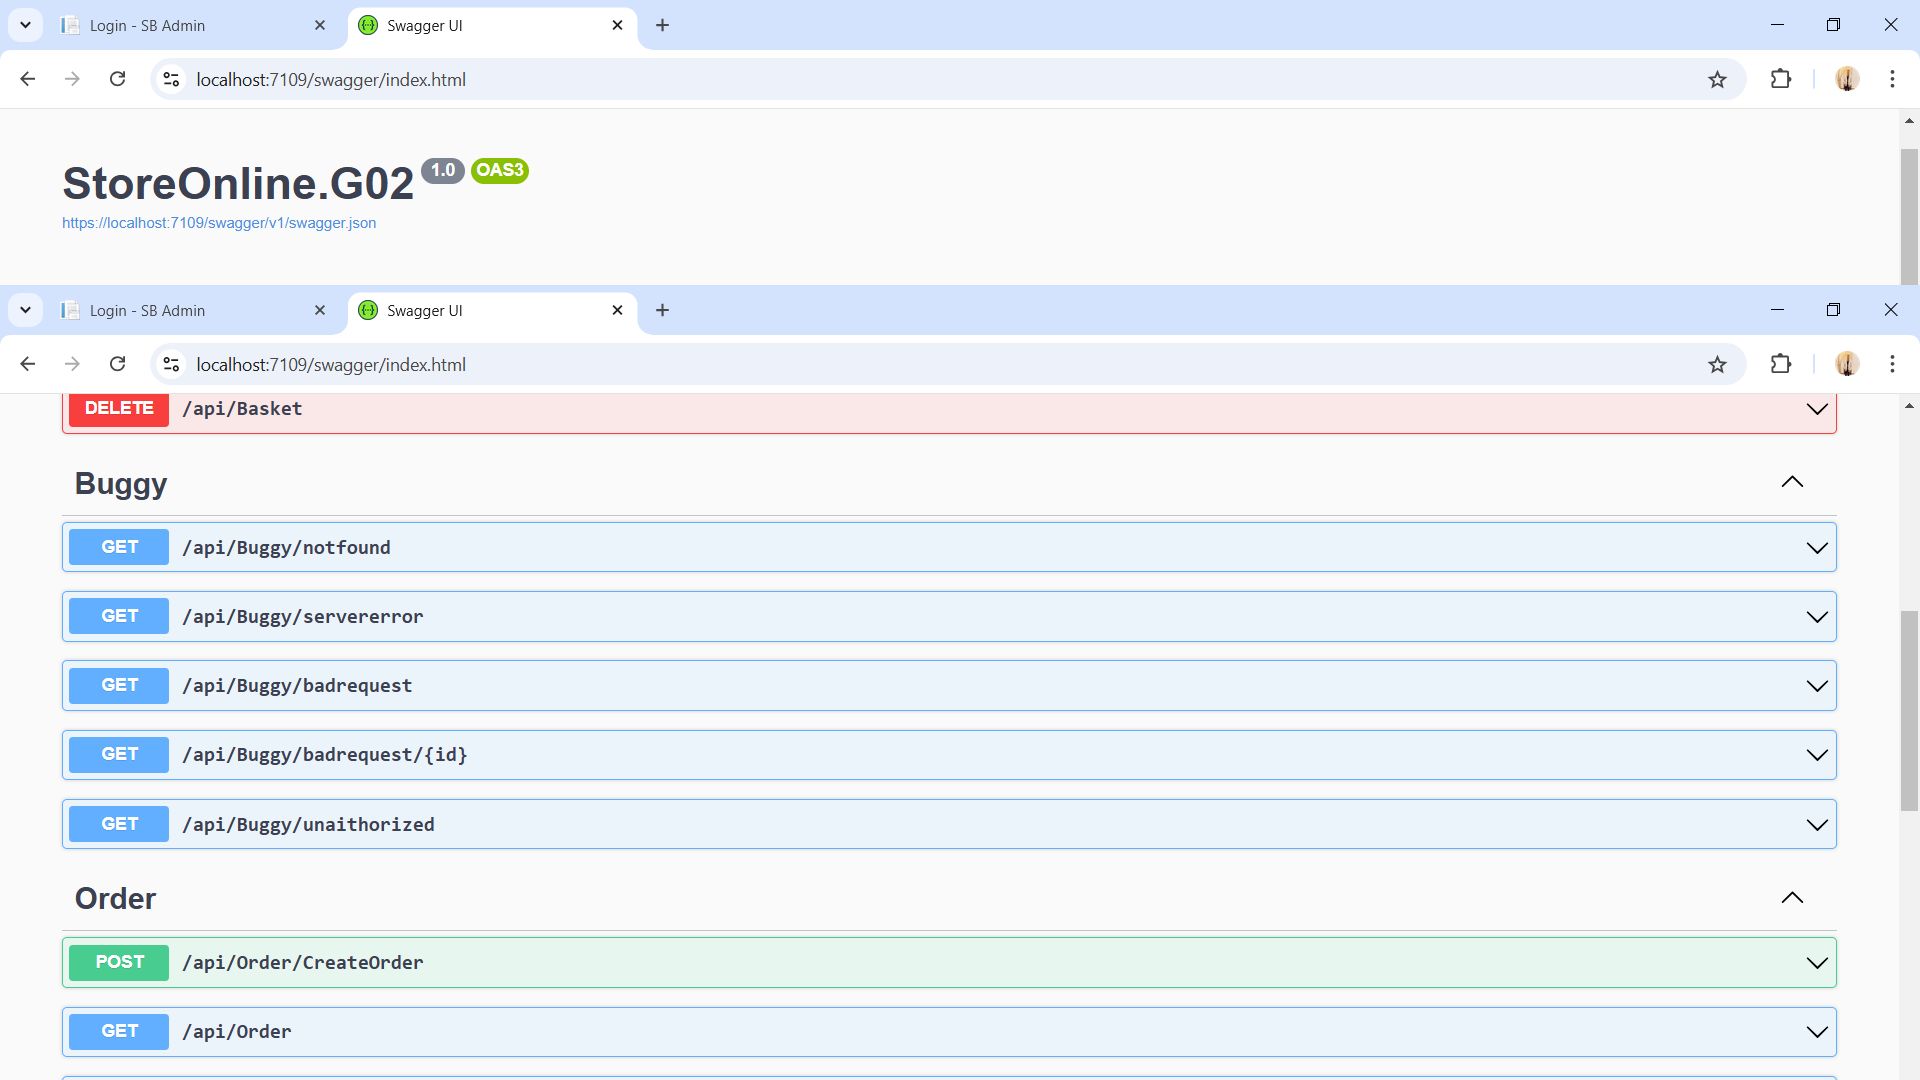 Login - SB Admin
Swagger UI
localhost:7109/swagger/index.html
StoreOnline.G02 1.0 OAS3
https://localhost:7109/swagger/v1/swagger.json
Login - SB Admin
Swagger UI
localhost:7109/swagger/index.html
DELETE /api/Basket
Buggy
GET /api/Buggy/notfound
GET /api/Buggy/servererror
GET /api/Buggy/badrequest
GET /api/Buggy/badrequest/{id}
GET /api/Buggy/unaithorized
Order
POST /api/Order/CreateOrder
GET /api/Order